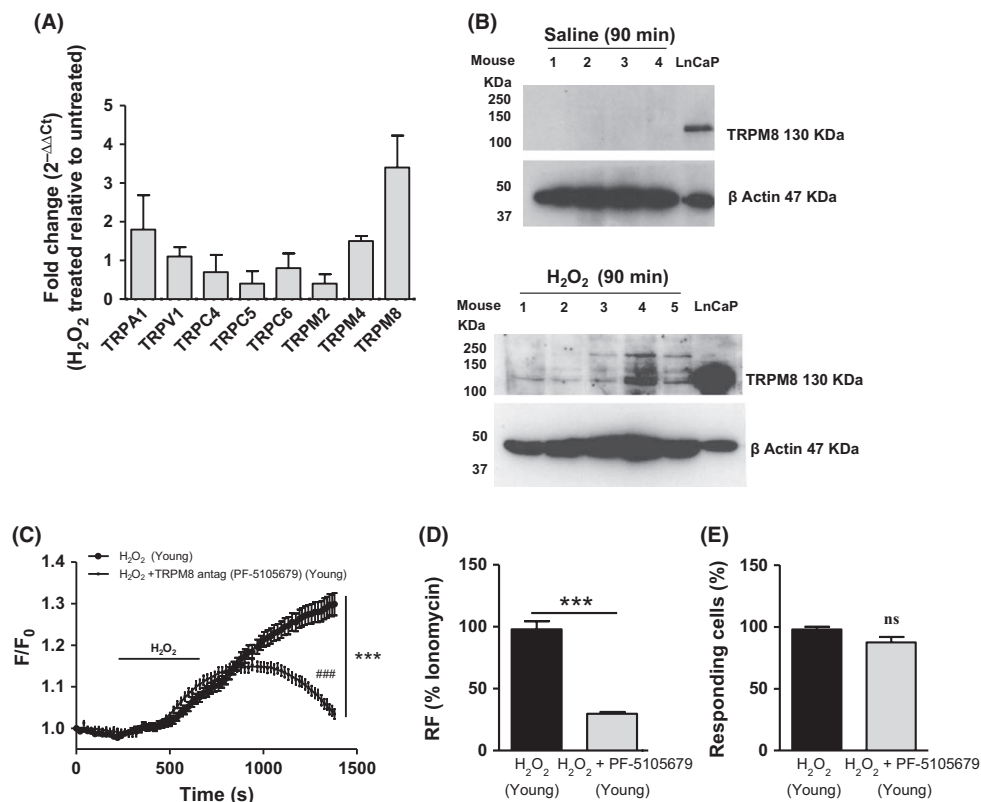 (A)
Fold change (2⁻ΔΔCt)
(H₂O₂ treated relative to untreated)
5
4
3
2
1
0
TRPA1
TRPV1
TRPC4
TRPC5
TRPC6
TRPM2
TRPM4
TRPM8
(B)
Saline (90 min)
Mouse 1 2 3 4 LnCaP
KDa
250
150
100
TRPM8 130 KDa
50
37
β Actin 47 KDa
H₂O₂ (90 min)
Mouse 1 2 3 4 5 LnCaP
KDa
250
150
100
TRPM8 130 KDa
50
37
β Actin 47 KDa
(C)
H₂O₂ (Young)
H₂O₂ +TRPM8 antag (PF-5105679) (Young)
F/F₀
1.4
1.3
1.2
1.1
1.0
H₂O₂
###
***
0 500 1000 1500
Time (s)
(D)
RF (% Ionomycin)
150
100
50
0
***
H₂O₂ H₂O₂ + PF-5105679
(Young) (Young)
(E)
Responding cells (%)
150
100
50
0
ns
H₂O₂ H₂O₂ + PF-5105679
(Young) (Young)